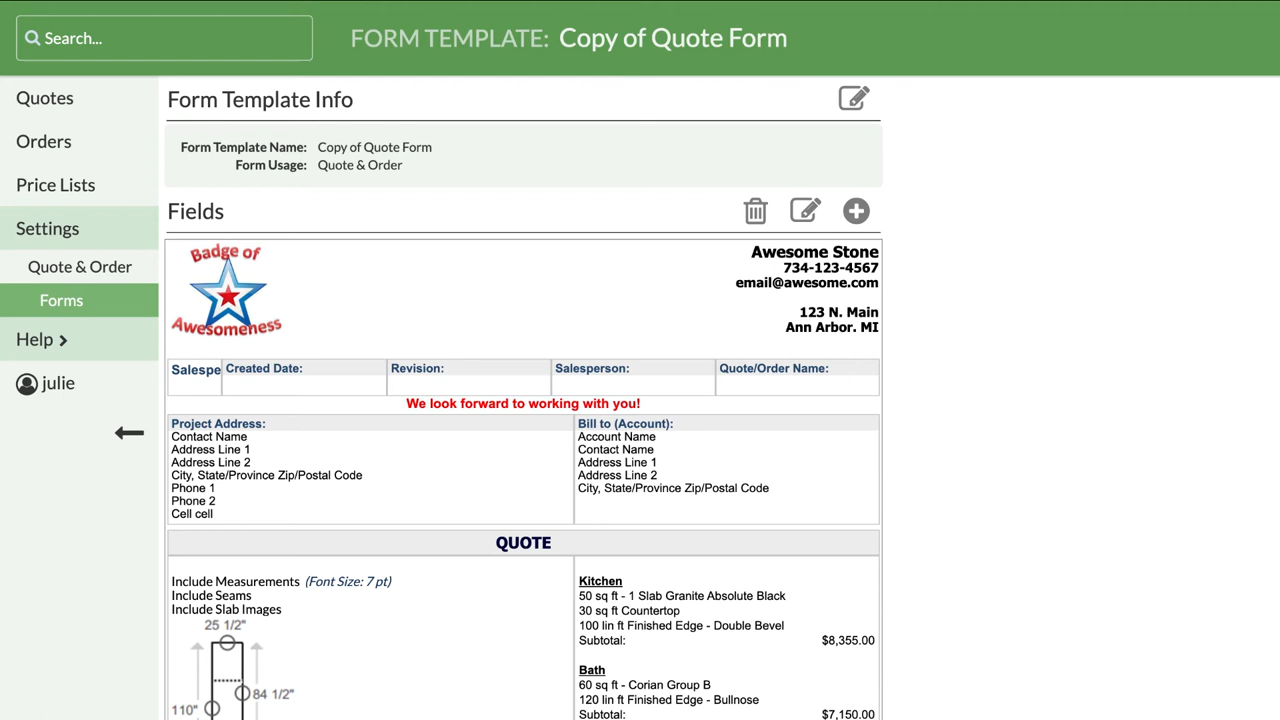 Search...
FORM TEMPLATE: Copy of Quote Form
Quotes
Orders
Price Lists
Settings
Quote & Order
Forms
Help
julie
Form Template Info
Form Template Name: Copy of Quote Form
Form Usage: Quote & Order
Fields
Badge of
Awesomeness
Awesome Stone
734-123-4567
email@awesome.com
123 N. Main
Ann Arbor. MI
Salespe Created Date: Revision: Salesperson: Quote/Order Name:
We look forward to working with you!
Project Address:
Contact Name
Address Line 1
Address Line 2
City, State/Province Zip/Postal Code
Phone 1
Phone 2
Cell cell
Bill to (Account):
Account Name
Contact Name
Address Line 1
Address Line 2
City, State/Province Zip/Postal Code
QUOTE
Include Measurements (Font Size: 7 pt)
Include Seams
Include Slab Images
25 1/2"
84 1/2"
110"
Kitchen
50 sq ft - 1 Slab Granite Absolute Black
30 sq ft Countertop
100 lin ft Finished Edge - Double Bevel
Subtotal: $8,355.00
Bath
60 sq ft - Corian Group B
120 lin ft Finished Edge - Bullnose
Subtotal: $7,150.00